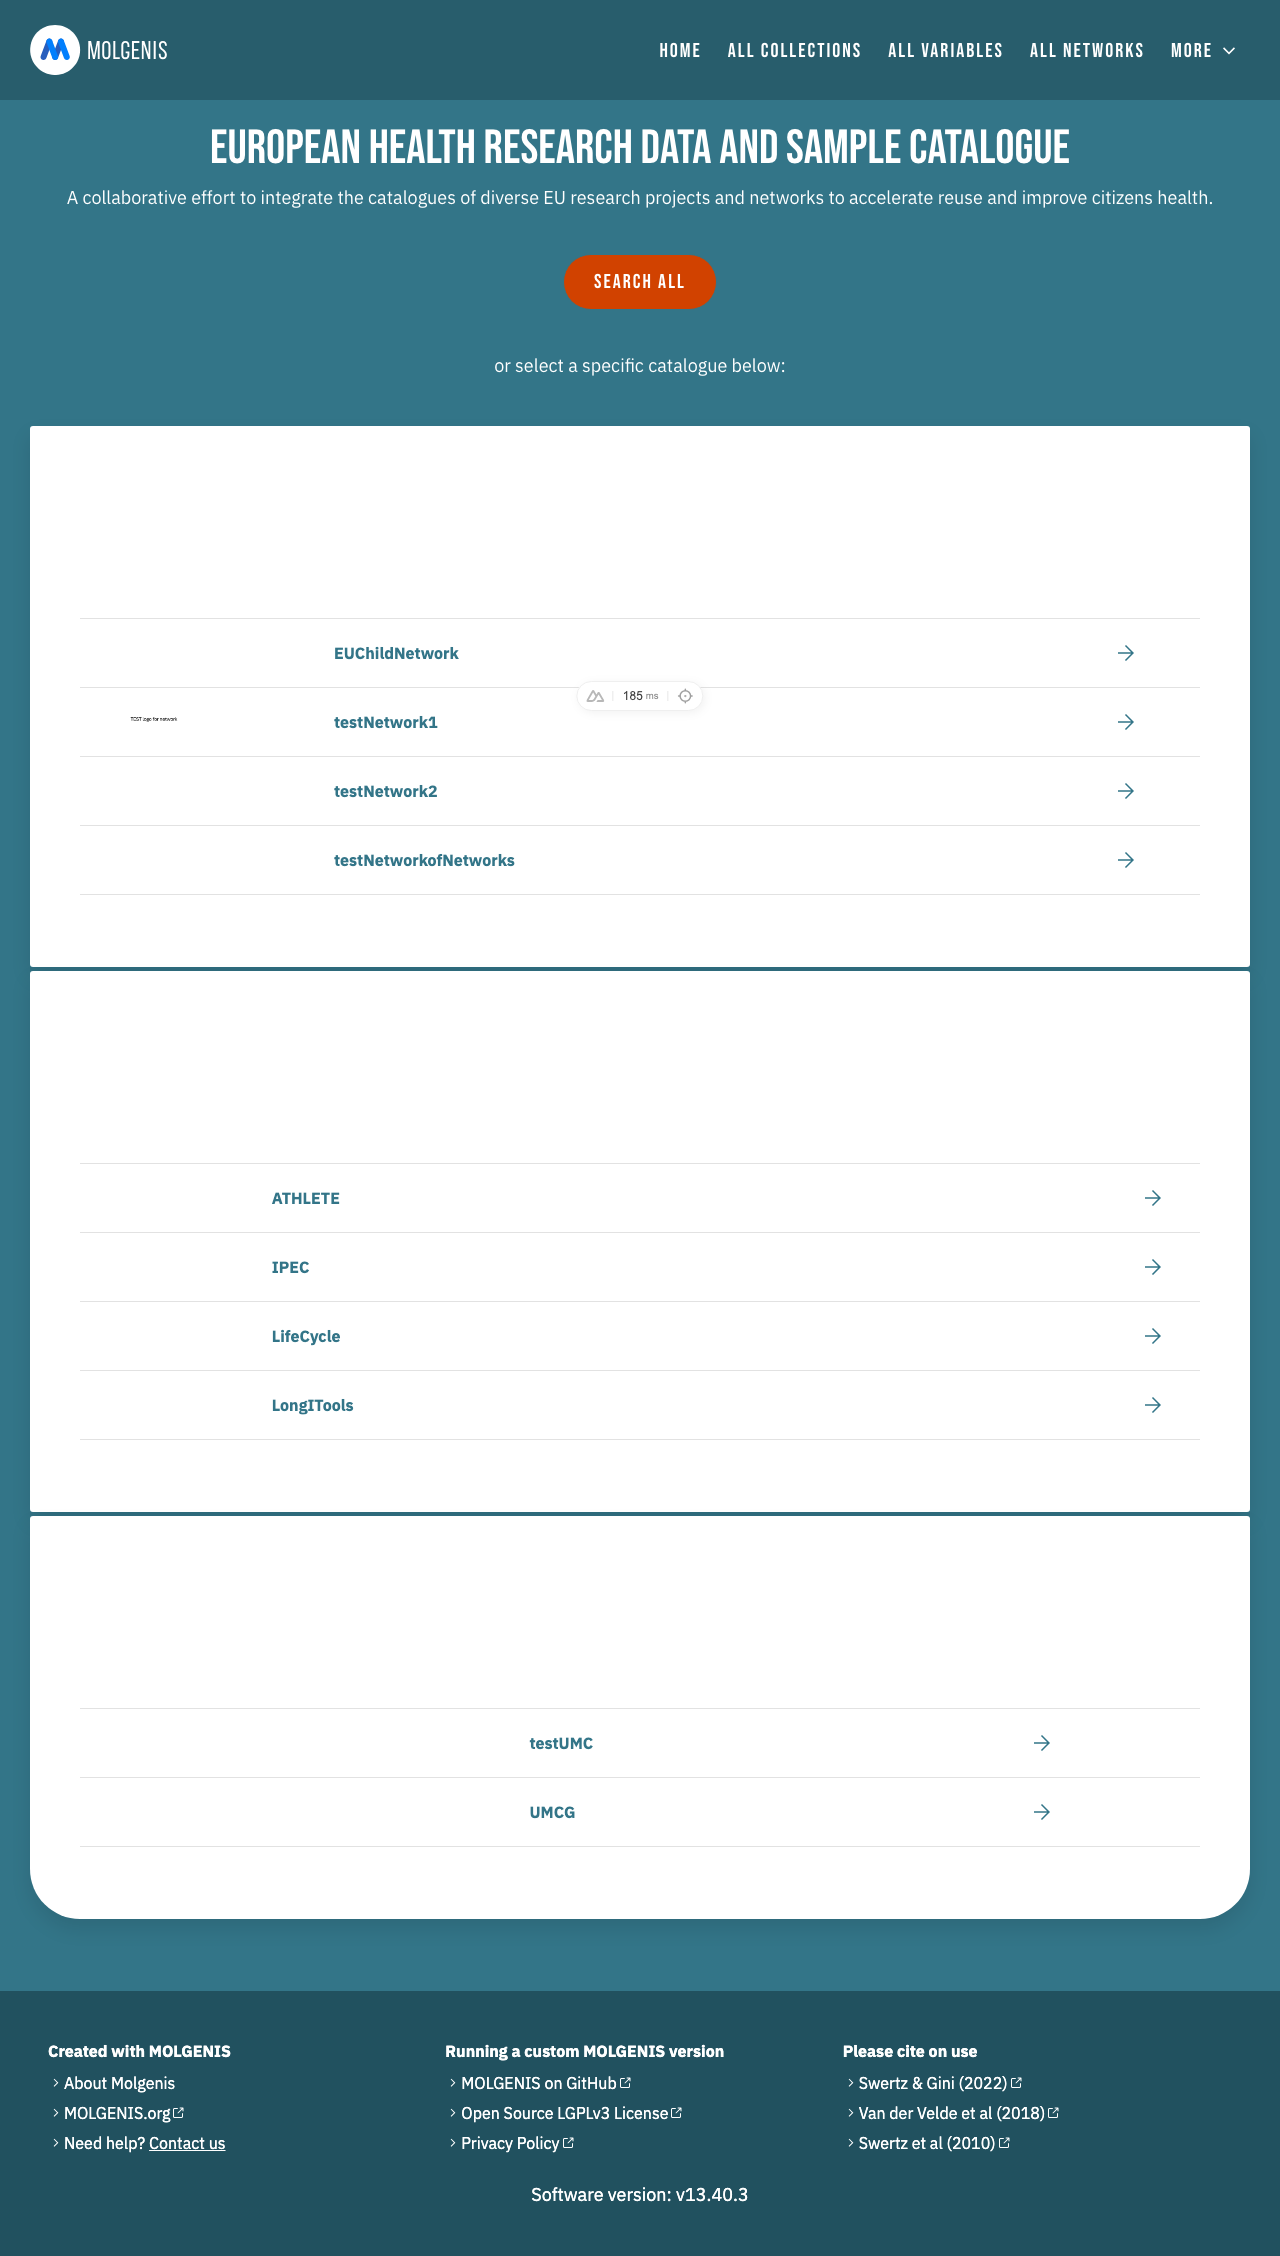 MOLGENIS
HOME
ALL COLLECTIONS
ALL VARIABLES
ALL NETWORKS
MORE
EUROPEAN HEALTH RESEARCH DATA AND SAMPLE CATALOGUE
A collaborative effort to integrate the catalogues of diverse EU research projects and networks to accelerate reuse and improve citizens health.
SEARCH ALL
or select a specific catalogue below:
EUChildNetwork
185 ms
TEST logo for network
testNetwork1
testNetwork2
testNetworkofNetworks
ATHLETE
IPEC
LifeCycle
LongITools
testUMC
UMCG
Created with MOLGENIS
About Molgenis
MOLGENIS.org
Need help? Contact us
Running a custom MOLGENIS version
MOLGENIS on GitHub
Open Source LGPLv3 License
Privacy Policy
Please cite on use
Swertz & Gini (2022)
Van der Velde et al (2018)
Swertz et al (2010)
Software version: v13.40.3